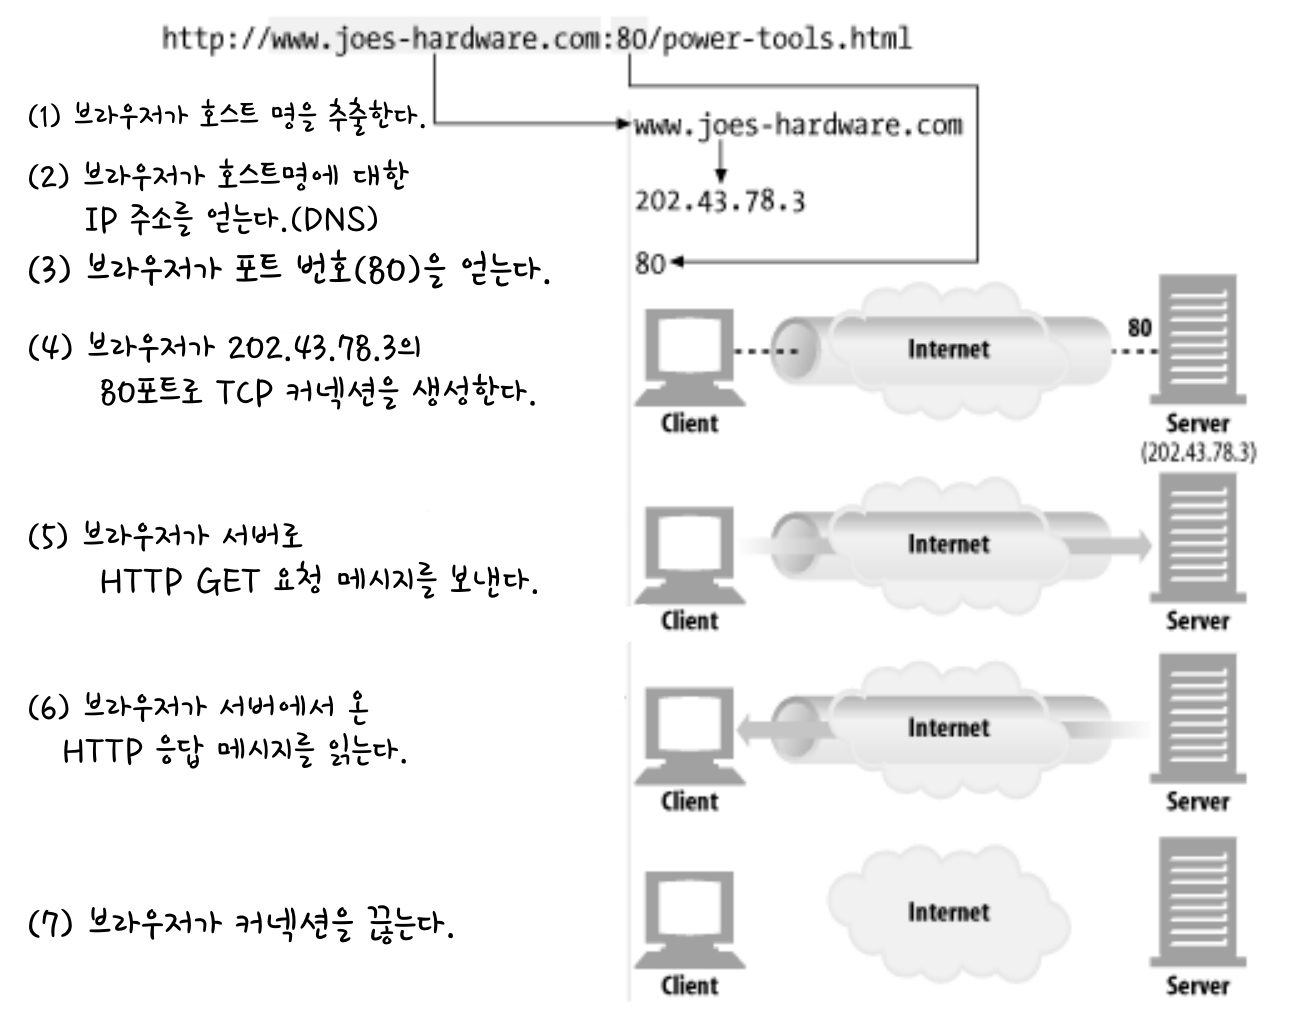 http://www.joes-hardware.com:80/power-tools.html
(1) 브라우저가 호스트 명을 추출한다.
www.joes-hardware.com
(2) 브라우저가 호스트명에 대한
IP 주소를 얻는다.(DNS)
202.43.78.3
(3) 브라우저가 포트 번호(80)을 얻는다.
80
(4) 브라우저가 202.43.78.3의
80포트로 TCP 커넥션을 생성한다.
Internet
80
Client
Server
(202.43.78.3)
(5) 브라우저가 서버로
HTTP GET 요청 메시지를 보낸다.
Internet
Client
Server
(6) 브라우저가 서버에서 온
HTTP 응답 메시지를 읽는다.
Internet
Client
Server
(7) 브라우저가 커넥션을 끊는다.
Internet
Client
Server